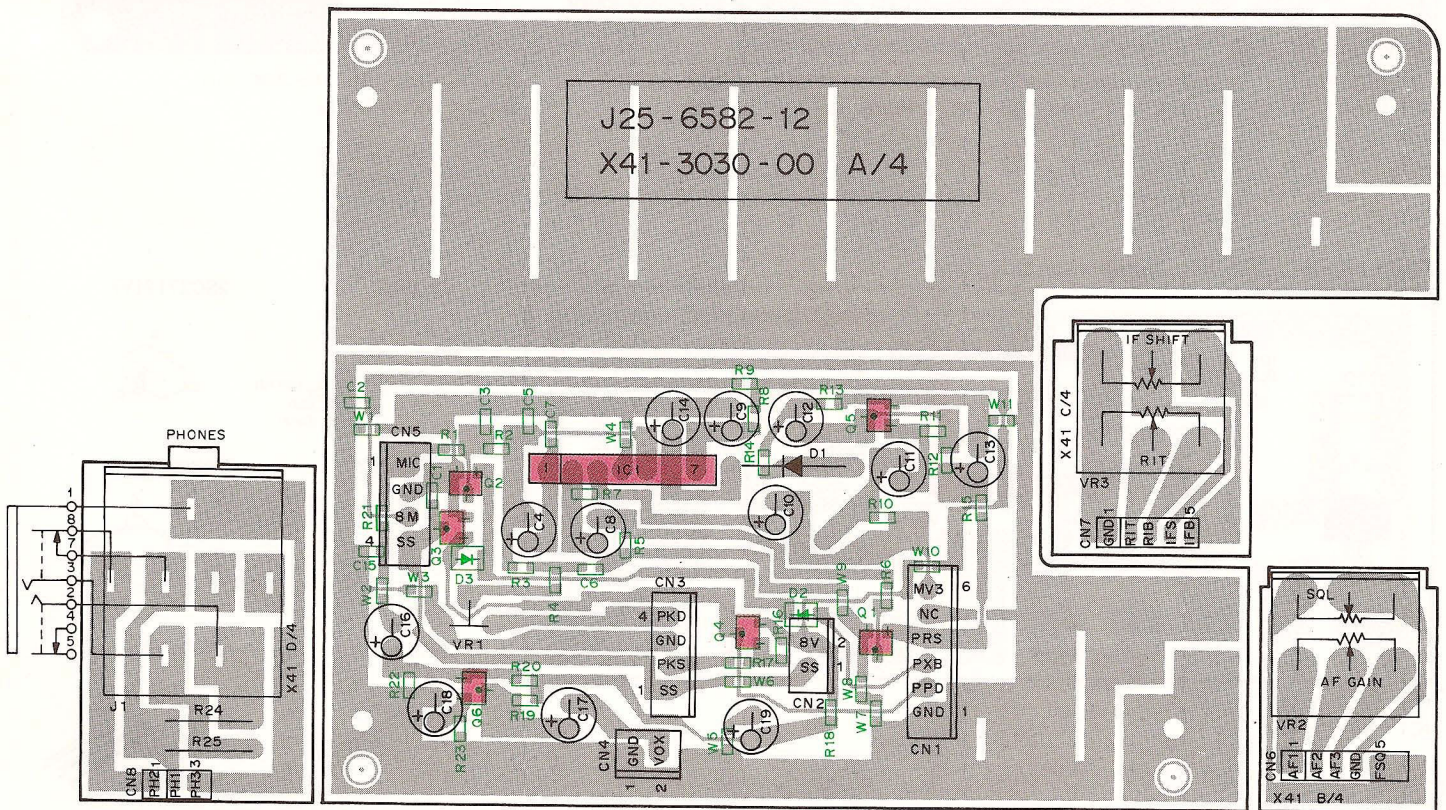 J25-6582-12
X41-3030-00 A/4
IF SHIFT
RIT
X41 C/4
VR3
CN7
GND 1
RIT
RIB
IFS
IFB 5
SQL
AF GAIN
VR2
CN6
AF1 1
AF2
AF3
GND
FSQ 5
X41 B/4
PHONES
1
8
7
3
2
4
6
5
X41 D/4
J1
R24
R25
CN8
PH2 1
PH1
PH3 3
C2
W
C3
C5
C7
W4
C14
R9
R8
C9
C12
R13
Q5
R11
W11
CN5
1
MIC
GND
8M
4
SS
R1
R2
C1
Q2
1
IC1
7
R14
D1
C11
R12
C13
R21
Q3
D3
C4
R7
C8
R5
C10
R10
R15
C15
W2
W3
R3
R4
C6
W10
W9
R6
C16
VR1
CN3
4 PKD
GND
PKS
1 SS
Q4
R16
D2
8V 2
SS 1
CN2
R17
W6
Q1
W8
W7
MV3 6
NC
PRS
PXB
PPD
GND 1
CN1
R22
C18
Q6
R20
R19
R23
C17
CN4
GND
VOX
1
2
W5
C19
R18